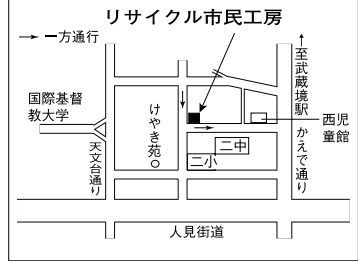 リサイクル市民工房
→ 一方通行
国際基督
教大学
天文台通り
けやき苑
二中
二小
西児
童館
至武蔵境駅
かえで通り
人見街道